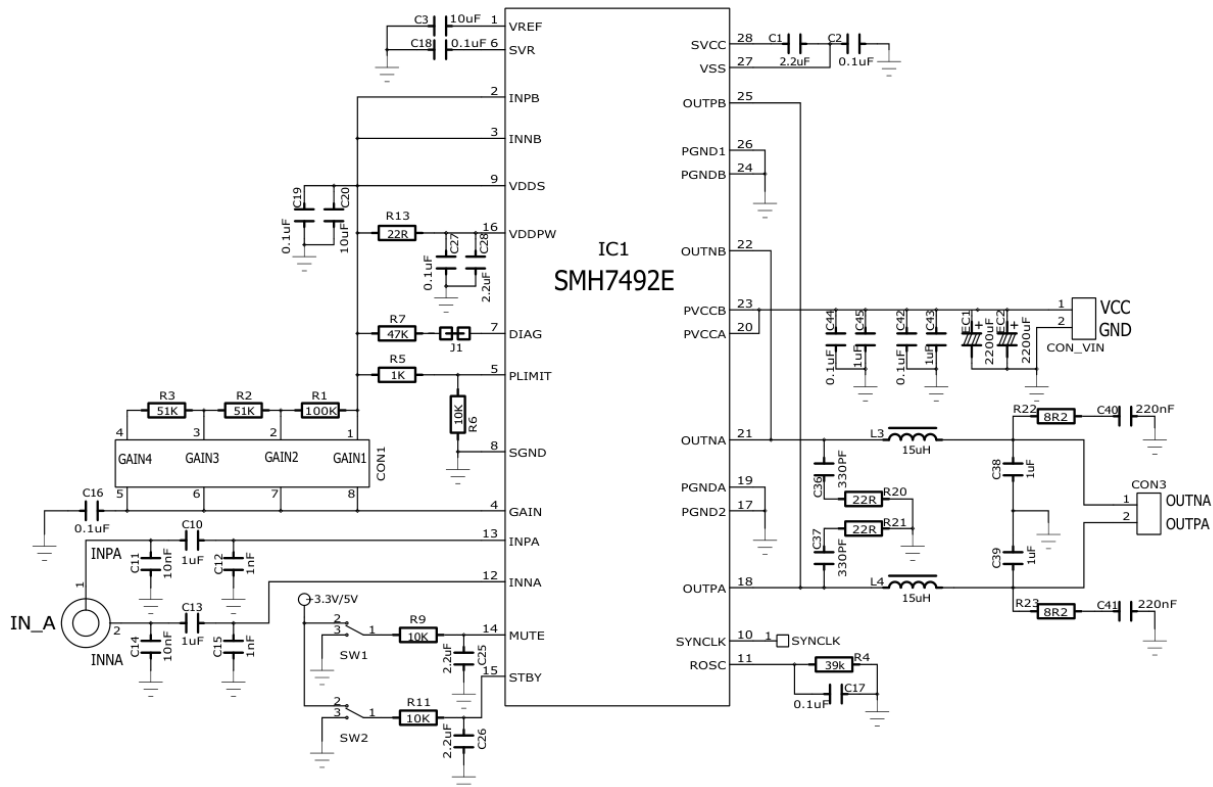 C3 10uF 1 VREF
C18 0.1uF 6 SVR
2 INPB
3 INNB
9 VDDS
C19 0.1uF C20 10uF
R13 22R 16 VDDPW
C27 0.1uF C28 2.2uF
R7 47K J1 7 DIAG
R5 1K 5 PLIMIT
R6 10K
R3 51K R2 51K R1 100K
4 3 2 1
GAIN4 GAIN3 GAIN2 GAIN1 CON1
5 6 7 8
8 SGND
C16 0.1uF 4 GAIN
INPA C10 1uF 13 INPA
C11 10nF C12 1nF
1
12 INNA
IN_A 2 C13 1uF
INNA C14 10nF C15 1nF
+3.3V/5V
2 3 1 SW1 R9 10K 14 MUTE
2.2uF C25
15 STBY
2 3 1 SW2 R11 10K
2.2uF C26
IC1
SMH7492E
SVCC 28 C1 2.2uF C2 0.1uF
VSS 27
OUTPB 25
PGND1 26
PGNDB 24
OUTNB 22
PVCCB 23
PVCCA 20
C44 0.1uF C45 1uF C42 0.1uF C43 1uF EC1 + 2200uF EC2 + 2200uF
1 VCC
2 GND
CON_VIN
OUTNA 21 L3 15uH
R22 8R2 C40 220nF
C36 330PF R20 22R
C38 1uF
PGNDA 19
PGND2 17
R21 22R
C37 330PF
C39 1uF
CON3
1 OUTNA
2 OUTPA
OUTPA 18 L4 15uH
R23 8R2 C41 220nF
SYNCLK 10 1 SYNCLK
ROSC 11 39k R4
0.1uF C17